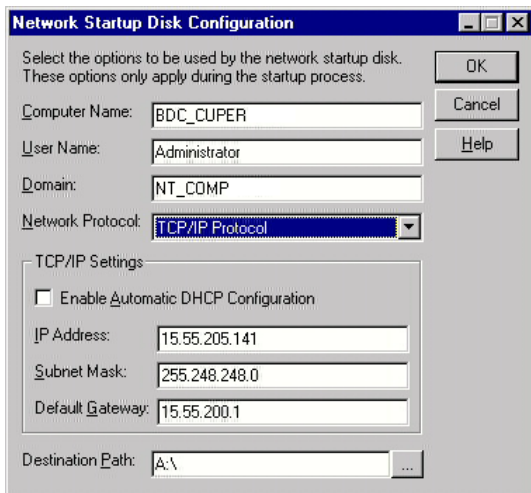 Network Startup Disk Configuration
Select the options to be used by the network startup disk.
These options only apply during the startup process.
OK
Cancel
Help
Computer Name: BDC_CUPER
User Name: Administrator
Domain: NT_COMP
Network Protocol: TCP/IP Protocol
TCP/IP Settings
Enable Automatic DHCP Configuration
IP Address: 15.55.205.141
Subnet Mask: 255.248.248.0
Default Gateway: 15.55.200.1
Destination Path: A:\ ...